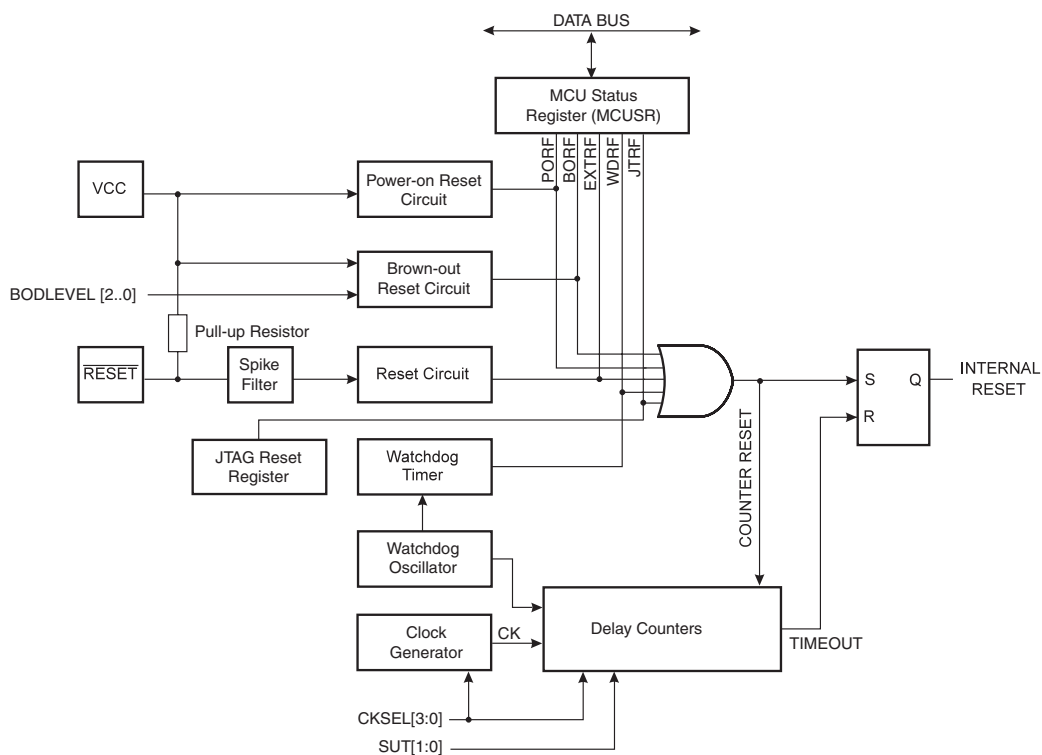 DATA BUS
MCU Status
Register (MCUSR)
PORF
BORF
EXTRF
WDRF
JTRF
VCC
Power-on Reset
Circuit
Brown-out
Reset Circuit
BODLEVEL [2..0]
Pull-up Resistor
RESET
Spike
Filter
Reset Circuit
S
Q
INTERNAL
RESET
R
JTAG Reset
Register
Watchdog
Timer
COUNTER RESET
Watchdog
Oscillator
Clock
Generator
CK
Delay Counters
TIMEOUT
CKSEL[3:0]
SUT[1:0]